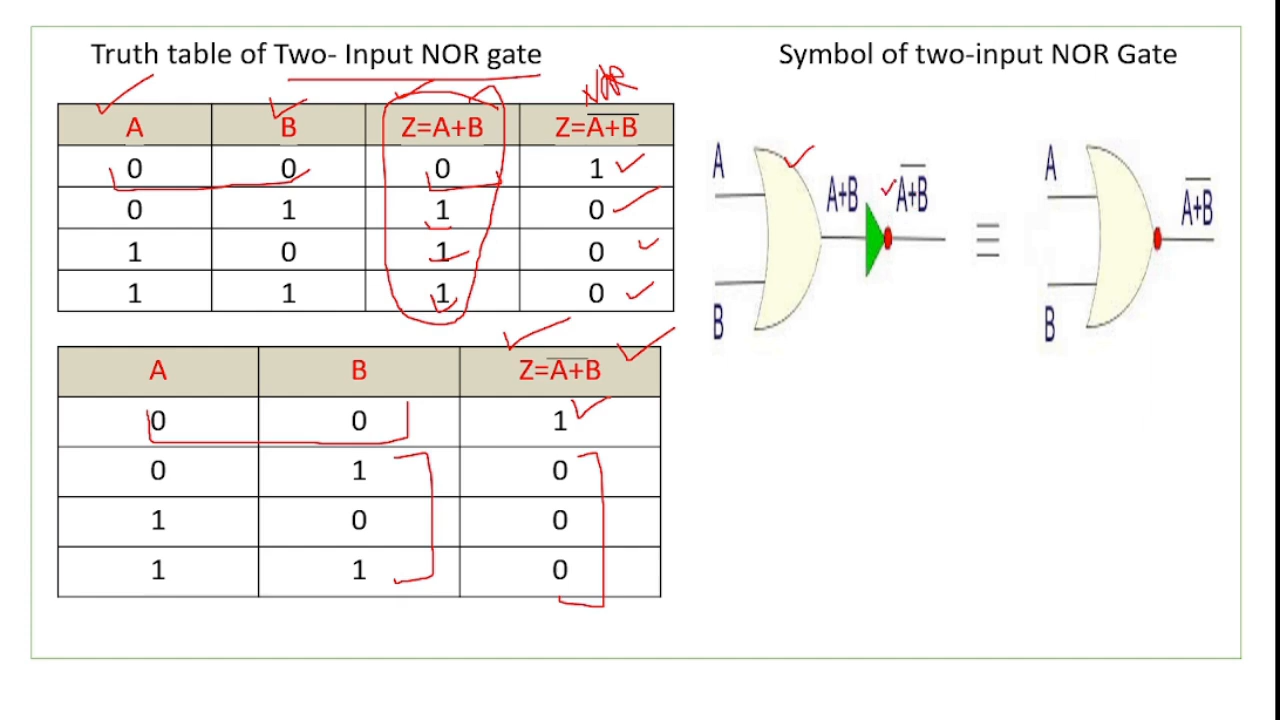 Truth table of Two- Input NOR gate
Symbol of two-input NOR Gate
NOR
A B Z=A+B Z=A̅+̅B̅
0 0 0 1
0 1 1 0
1 0 1 0
1 1 1 0
A B Z=A̅+̅B
0 0 1
0 1 0
1 0 0
1 1 0
A
A+B
A̅+̅B̅
B
≡
A
A̅+̅B̅
B